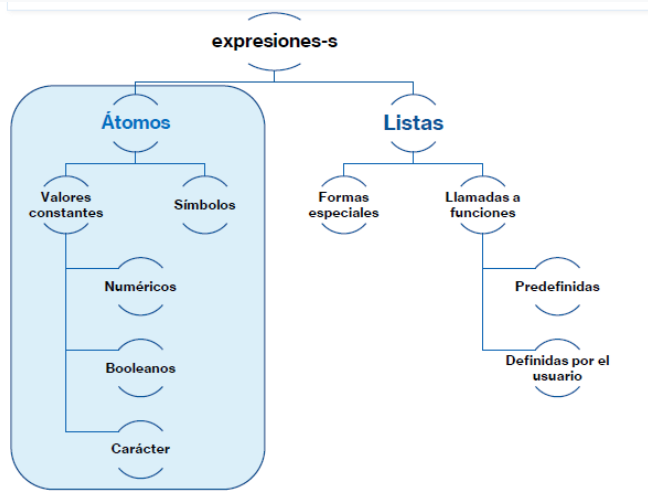 expresiones-s
Átomos
Listas
Valores
constantes
Símbolos
Formas
especiales
Llamadas a
funciones
Numéricos
Predefinidas
Booleanos
Definidas por el
usuario
Carácter